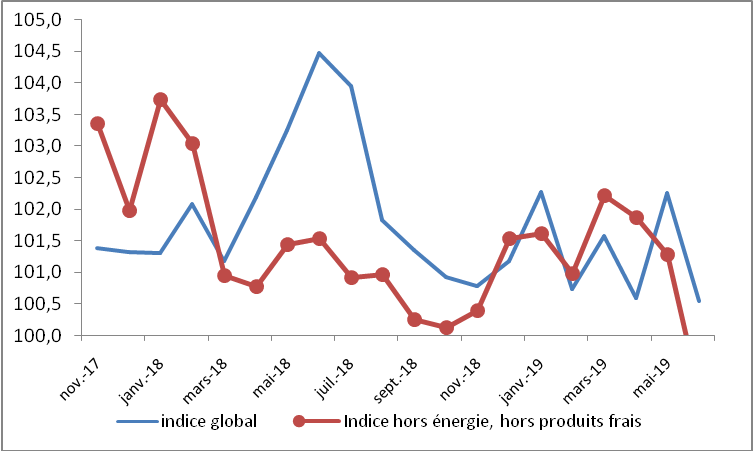 105,0
104,5
104,0
103,5
103,0
102,5
102,0
101,5
101,0
100,5
100,0
nov.-17
janv.-18
mars-18
mai-18
juil.-18
sept.-18
nov.-18
janv.-19
mars-19
mai-19
indice global
Indice hors énergie, hors produits frais